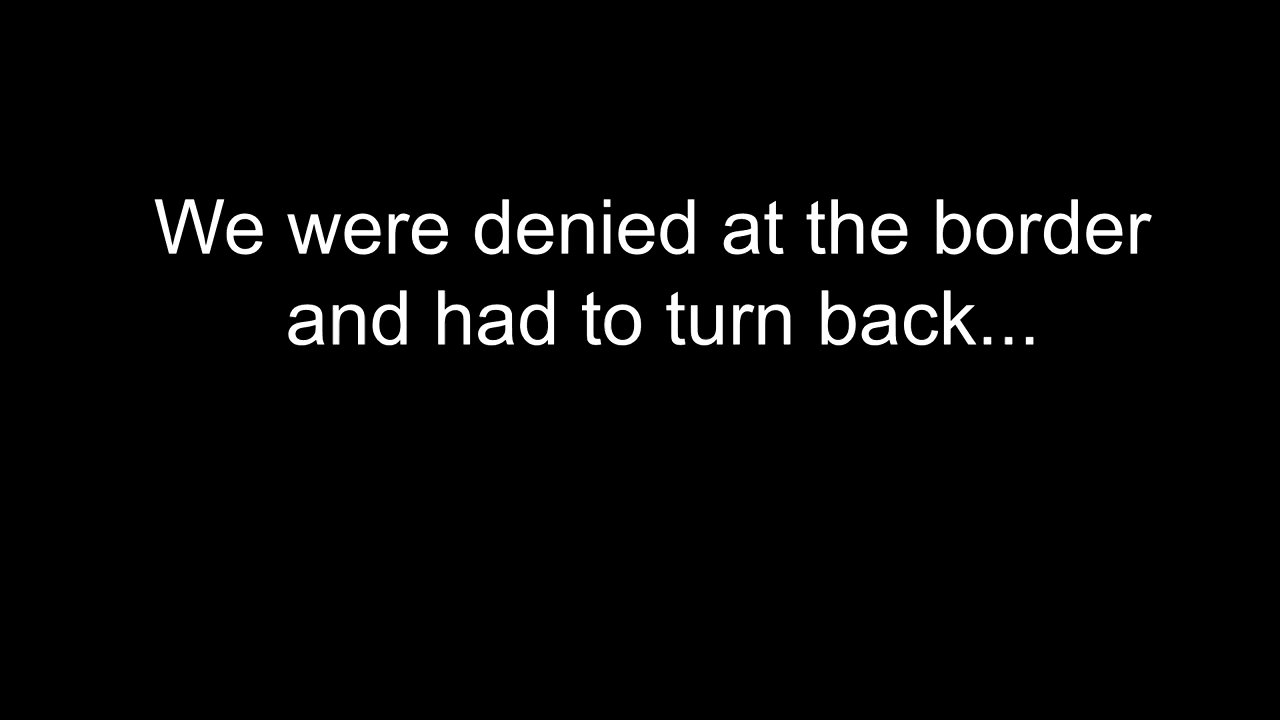 We were denied at the border
and had to turn back...